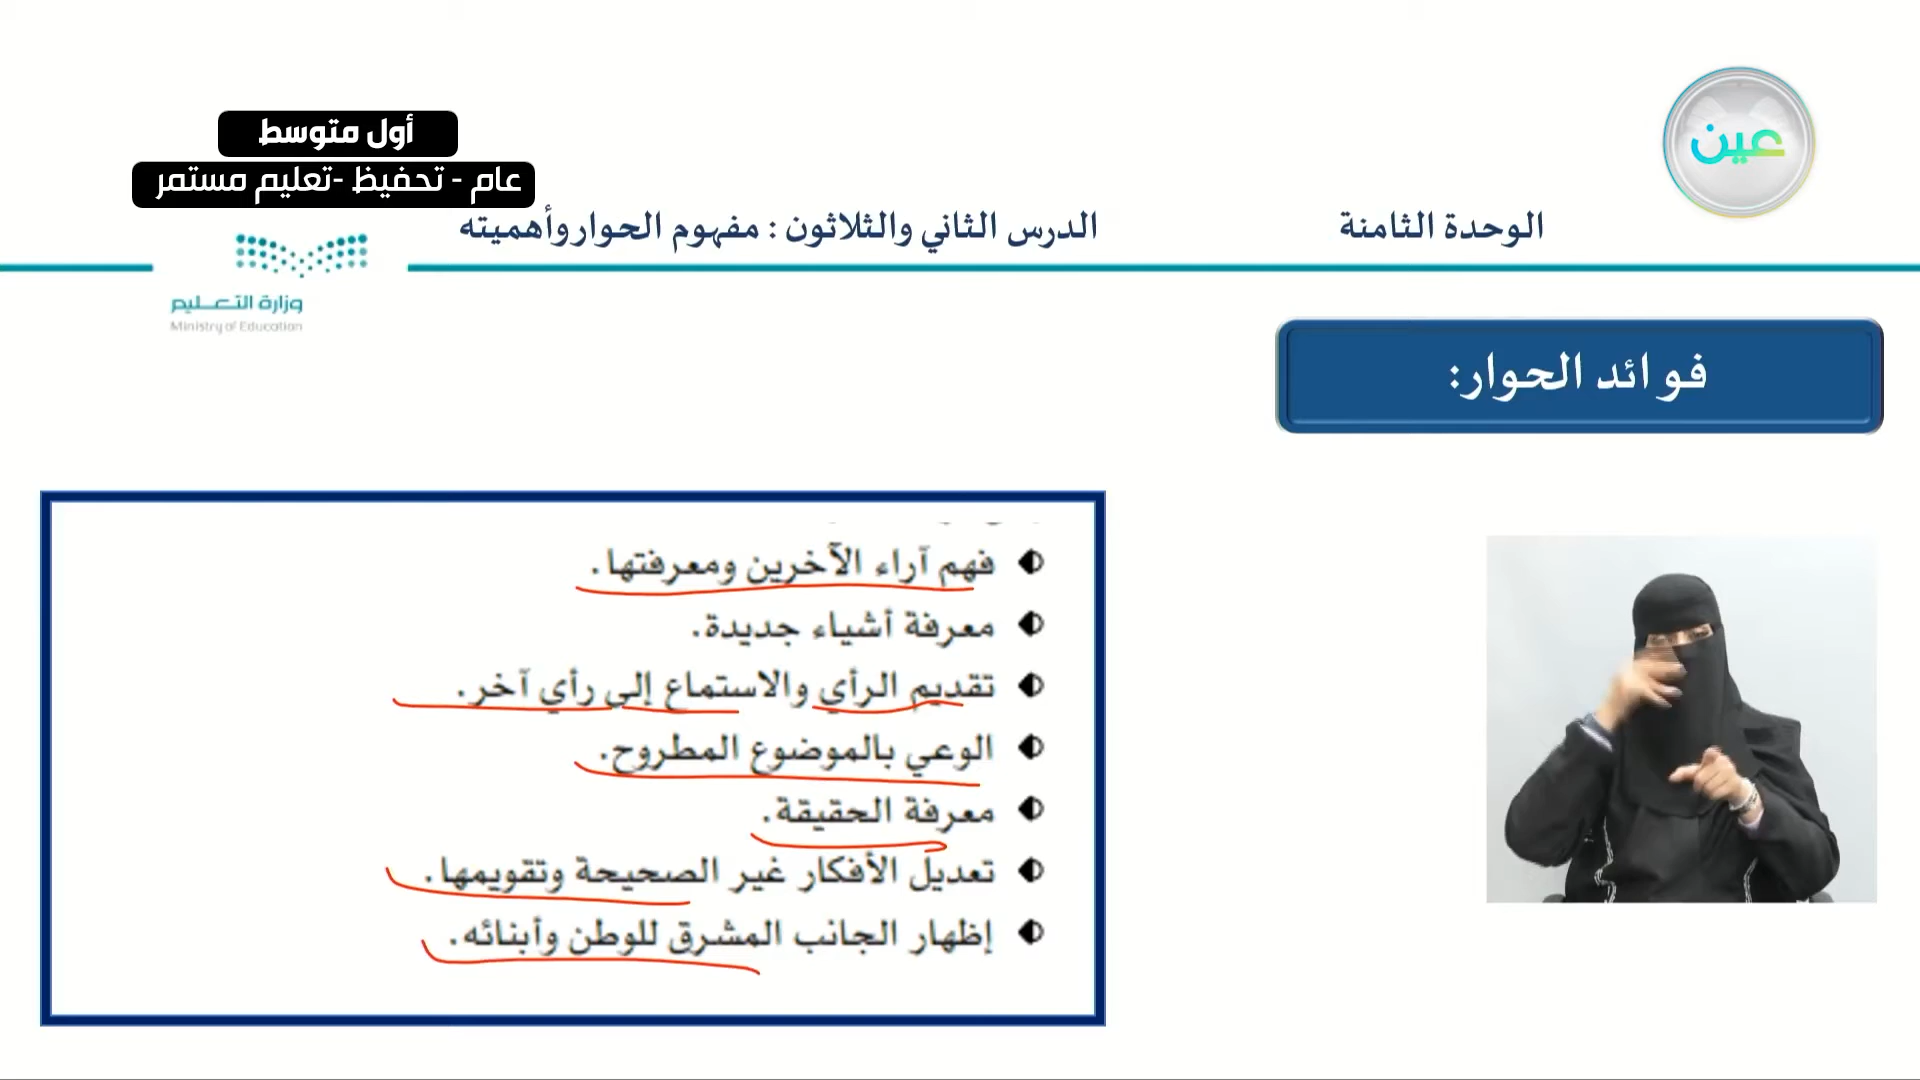 أول متوسط
عام - تحفيظ -تعليم مستمر
عين
الوحدة الثامنة
الدرس الثاني والثلاثون : مفهوم الحوار وأهميته
وزارة التعليم
Ministry of Education
فوائد الحوار:
فهم آراء الآخرين ومعرفتها.
معرفة أشياء جديدة.
تقديم الرأي والاستماع إلى رأي آخر.
الوعي بالموضوع المطروح.
معرفة الحقيقة.
تعديل الأفكار غير الصحيحة وتقويمها.
إظهار الجانب المشرق للوطن وأبنائه.